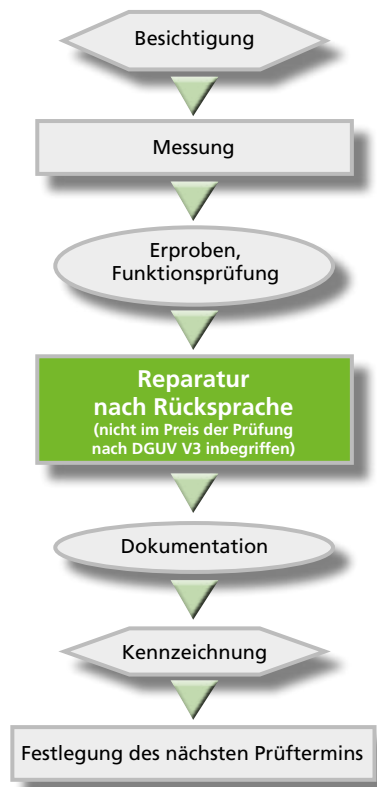 Besichtigung
Messung
Erproben,
Funktionsprüfung
Reparatur
nach Rücksprache
(nicht im Preis der Prüfung
nach DGUV V3 inbegriffen)
Dokumentation
Kennzeichnung
Festlegung des nächsten Prüftermins